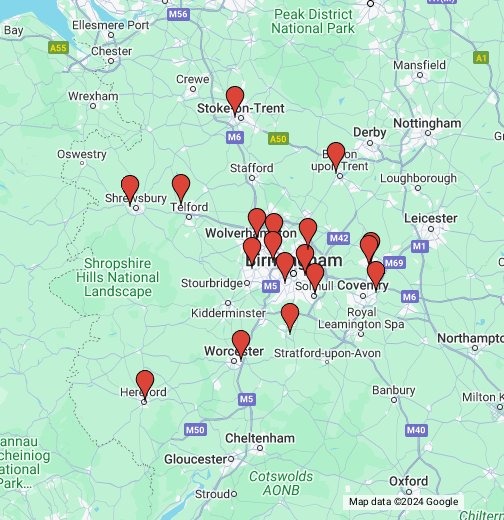 M56
Ellesmere Port
Bay
A55
Chester
Peak District
National Park
A1
Mansfield
Crewe
Wrexham
Stoke-on-Trent
M6
A50
Derby
Nottingham
Oswestry
Stafford
upon Trent
Loughborough
Shrewsbury
Telford
Leicester
Wolverhampton
M42
M1
M69
Birmingham
Shropshire
Hills National
Landscape
Stourbridge
M5
Solihull
Coventry
M6
Kidderminster
Royal
Leamington Spa
Worcester
Stratford-upon-Avon
Northampton
Hereford
Banbury
Milton K
M5
M50
M40
Cheltenham
Gloucester
annau
cheiniog
ational
Park...
Cotswolds
AONB
Oxford
Stroud
Map data ©2024 Google
Chiltern